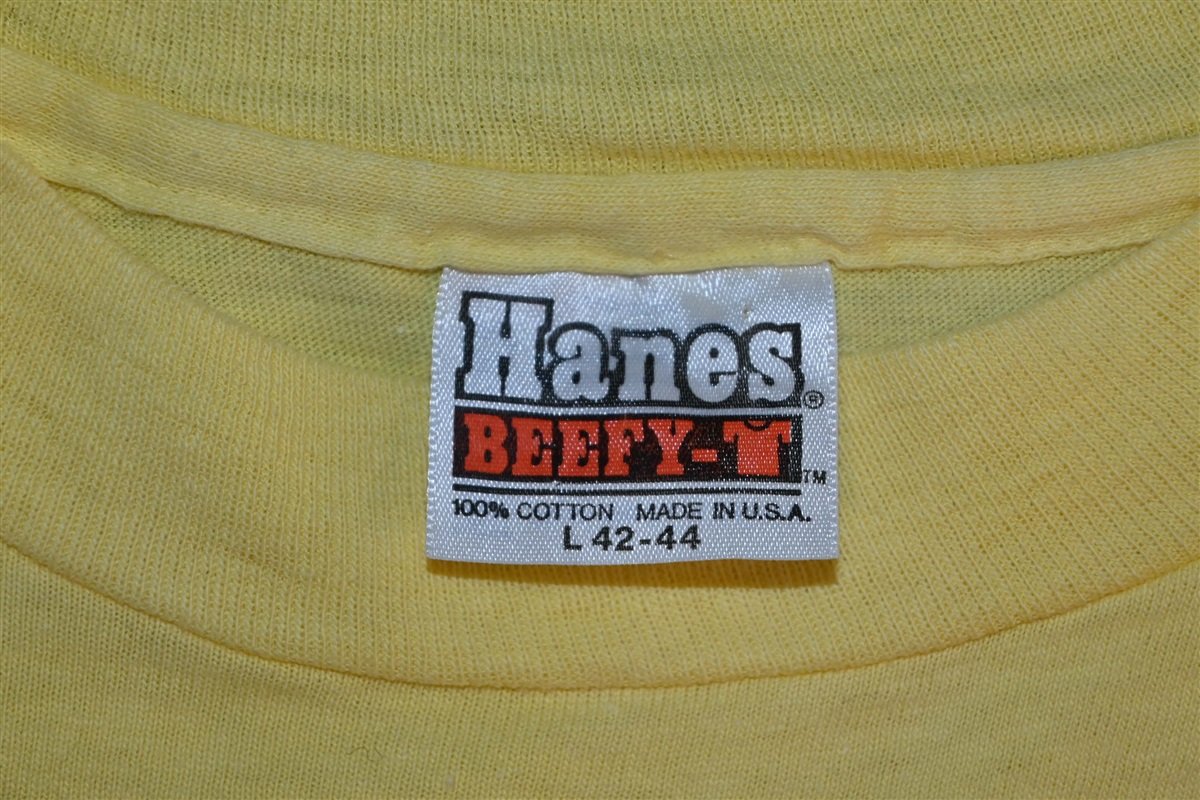 Hanes®
BEEFY-T™
100% COTTON MADE IN U.S.A.
L 42-44